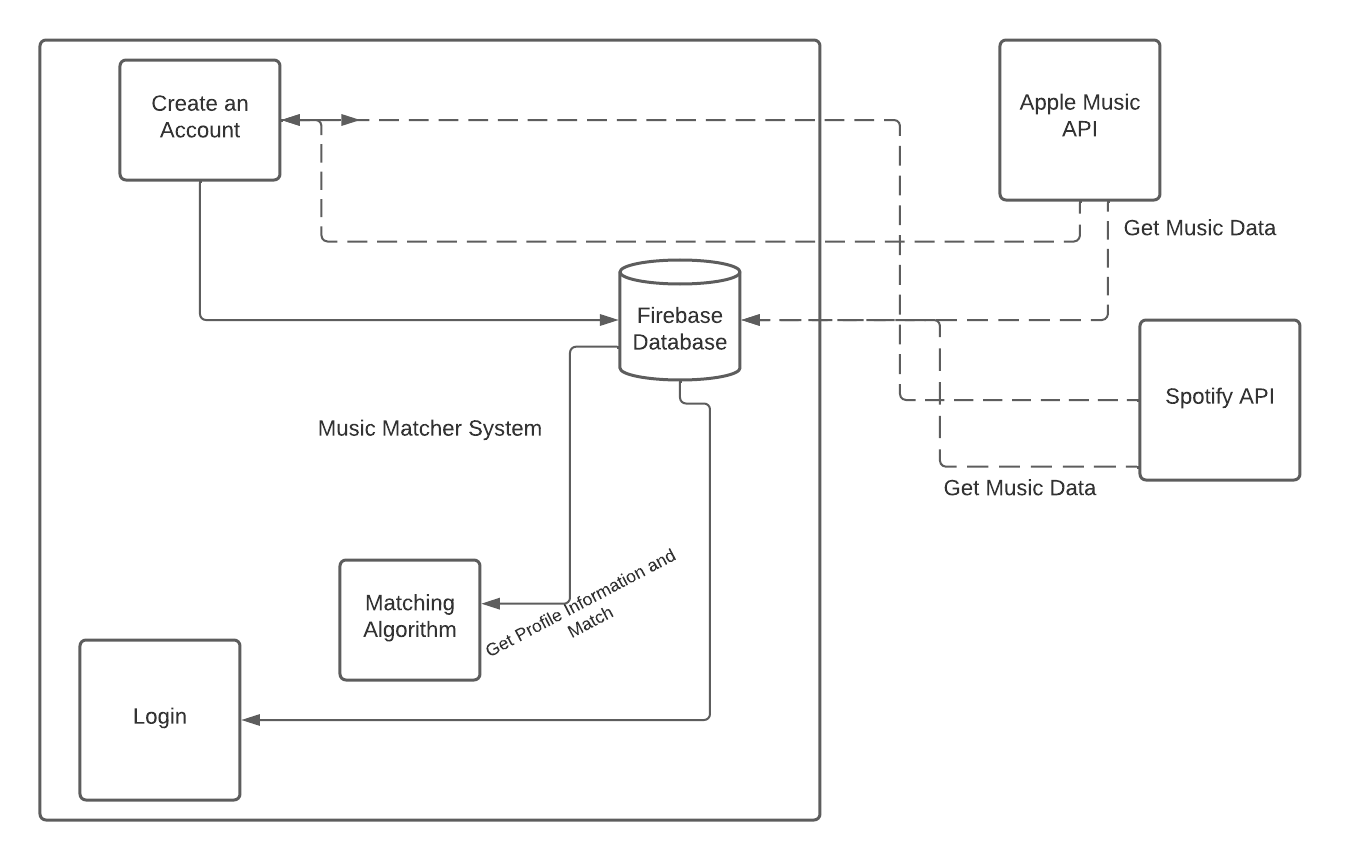 Create an
Account
Apple Music
API
Get Music Data
Firebase
Database
Spotify API
Music Matcher System
Get Music Data
Matching
Algorithm
Get Profile Information and
Match
Login